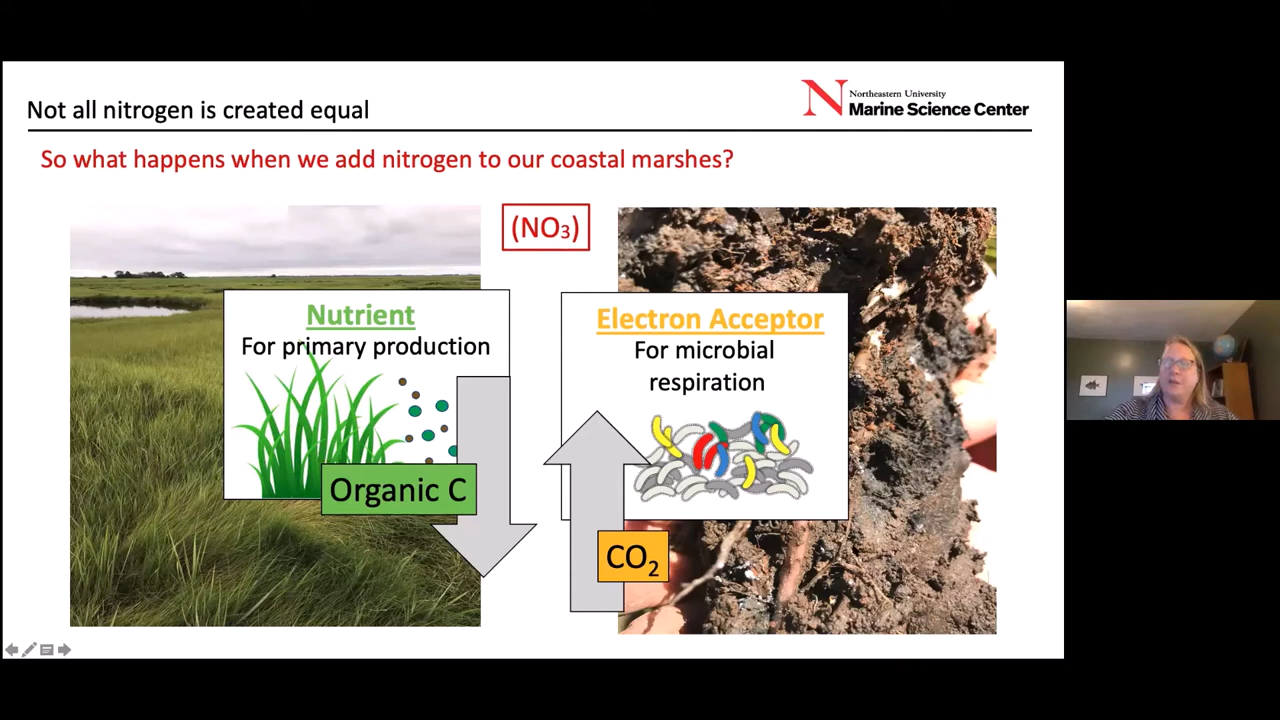 Not all nitrogen is created equal
N
Northeastern University
Marine Science Center
So what happens when we add nitrogen to our coastal marshes?
(NO₃)
Nutrient
For primary production
Organic C
Electron Acceptor
For microbial
respiration
CO₂